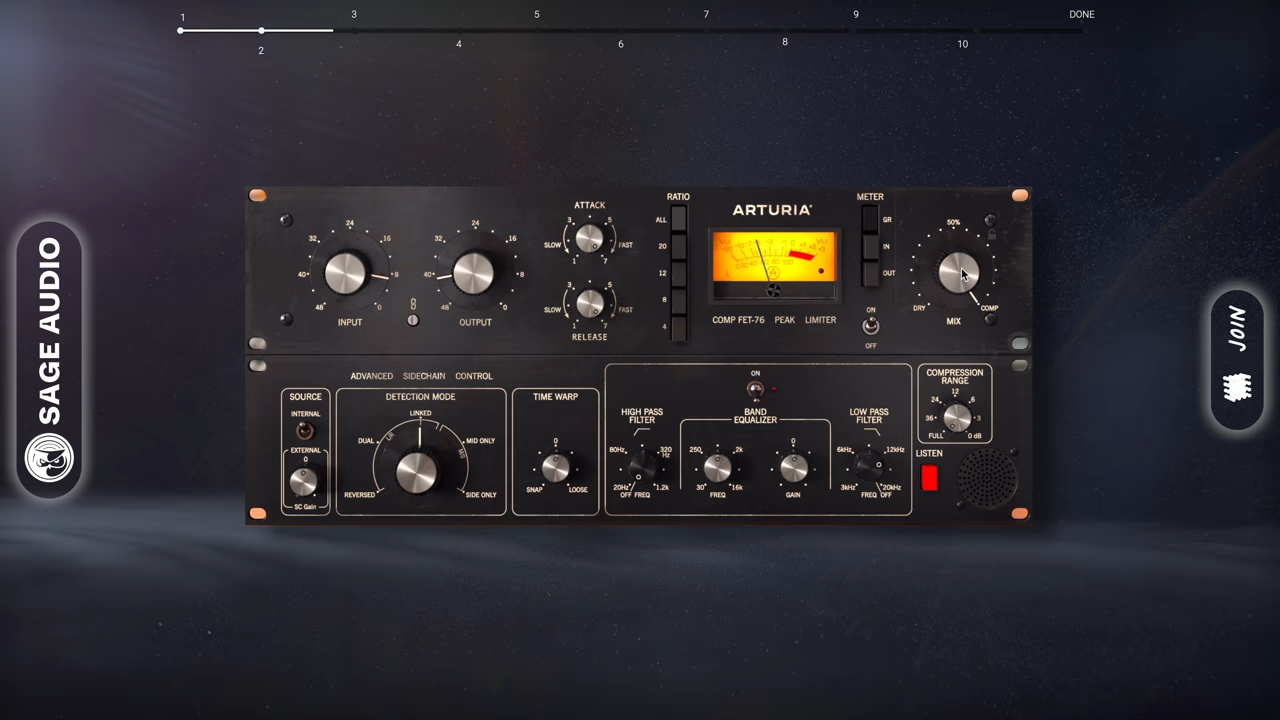 1
3
5
7
9
DONE
2
4
6
8
10
SAGE AUDIO
JOIN
24
32
16
40
8
48
0
INPUT
24
32
16
40
8
48
0
OUTPUT
ATTACK
3
5
SLOW
FAST
1
7
3
5
SLOW
FAST
1
7
RELEASE
RATIO
ALL
20
12
8
4
ARTURIA
VU
VU
L
A
COMP FET-76 PEAK LIMITER
METER
GR
IN
OUT
ON
OFF
50%
DRY
COMP
MIX
ADVANCED SIDECHAIN CONTROL
SOURCE
INTERNAL
EXTERNAL
0
SC Gain
DETECTION MODE
LINKED
DUAL
L/R
M/S
MID ONLY
REVERSED
SIDE ONLY
TIME WARP
0
SNAP
LOOSE
ON
HIGH PASS
FILTER
80Hz
320
Hz
20Hz
1.2k
OFF FREQ
BAND
EQUALIZER
250
2k
30
16k
FREQ
0
GAIN
LOW PASS
FILTER
6kHz
12kHz
3kHz
20kHz
FREQ OFF
COMPRESSION
RANGE
12
24
6
36
3
FULL
0 dB
LISTEN